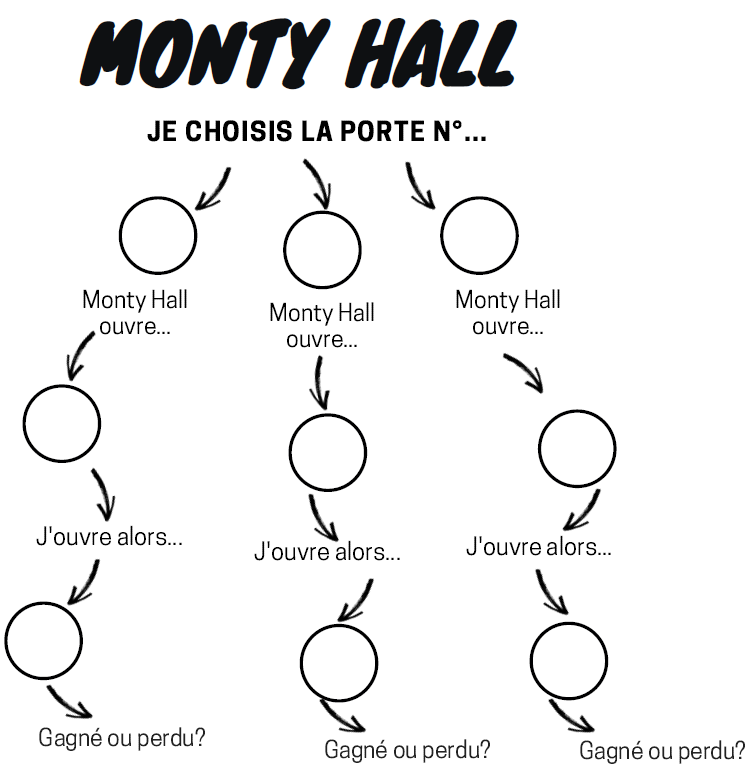 MONTY HALL
JE CHOISIS LA PORTE N°...
Monty Hall
ouvre...
Monty Hall
ouvre...
Monty Hall
ouvre...
J'ouvre alors...
J'ouvre alors...
J'ouvre alors...
Gagné ou perdu?
Gagné ou perdu?
Gagné ou perdu?